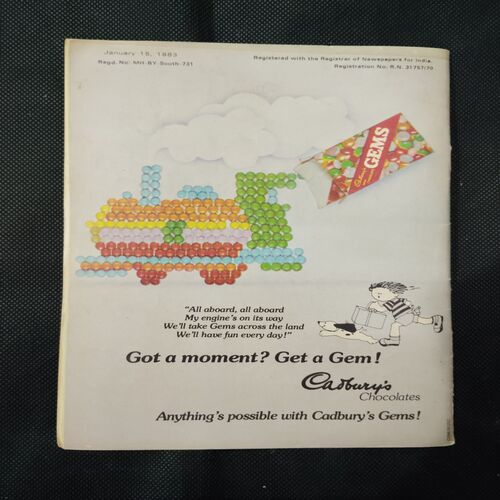 January 15, 1983
Regd. No: MH-BY-South-731
Registered with the Registrar of Newspapers for India.
Registration No. R.N. 31757/70
Cadbury's
GEMS
"All aboard, all aboard
My engine's on its way
We'll take Gems across the land
We'll have fun every day!"
Got a moment? Get a Gem!
Cadbury's
Chocolates
Anything's possible with Cadbury's Gems!